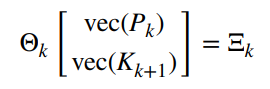 Θ_k [ vec(P_k)
vec(K_{k+1}) ] = Ξ_k